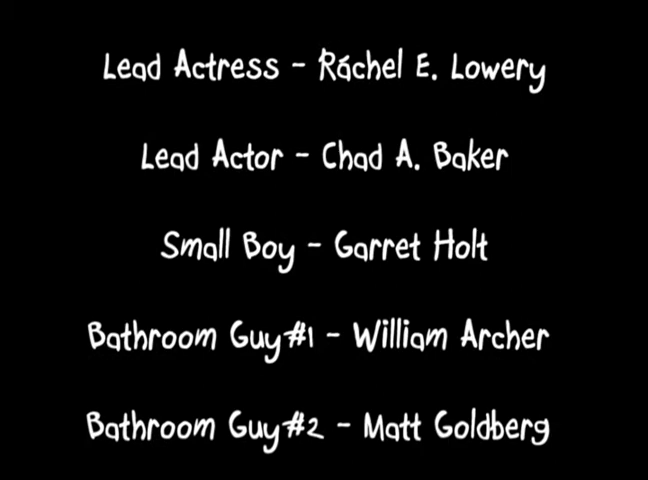 Lead Actress - Ráchel E. Lowery
Lead Actor - Chad A. Baker
Small Boy - Garret Holt
Bathroom Guy#1 - William Archer
Bathroom Guy#2 - Matt Goldberg